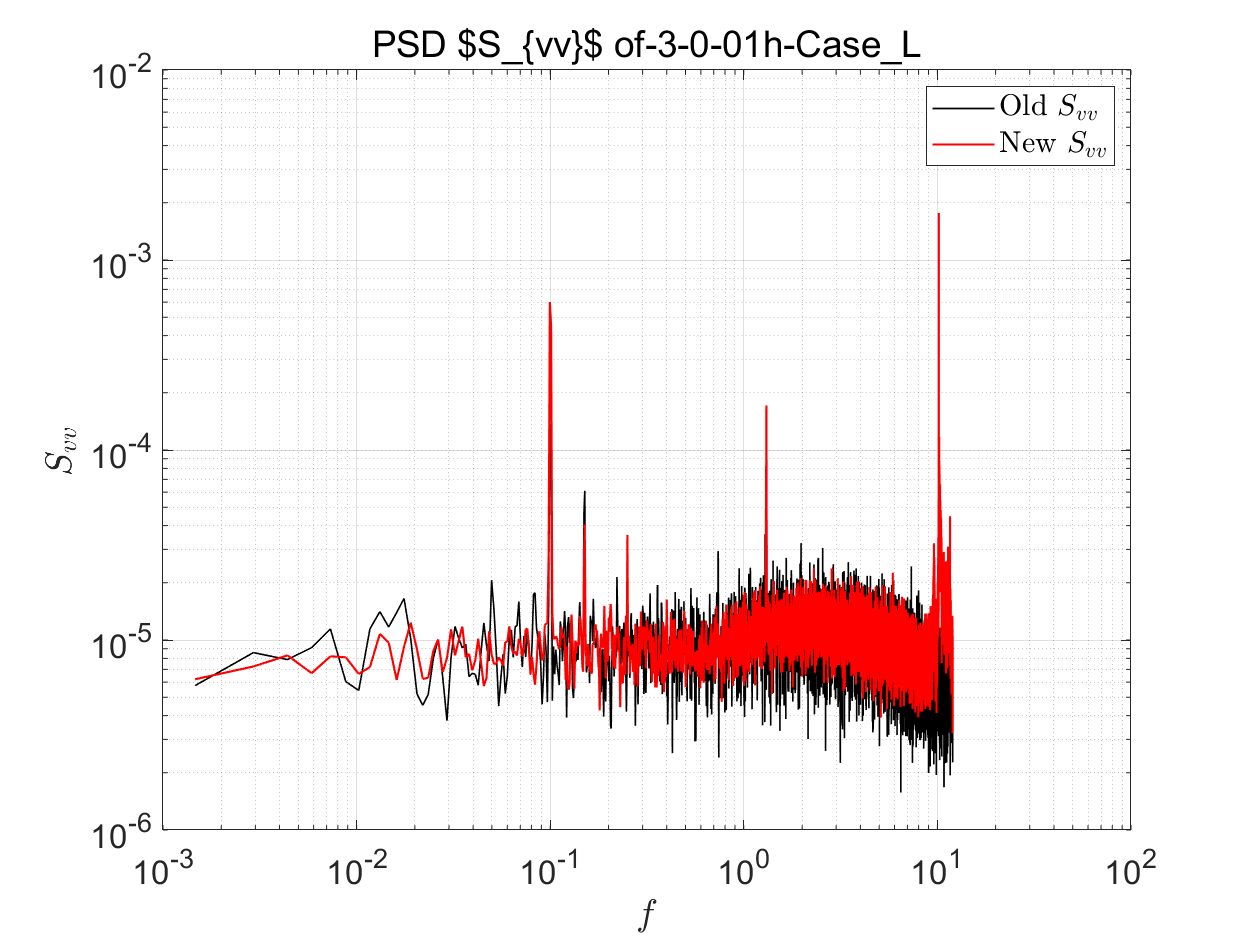 PSD $S_{vv}$ of-3-0-01h-Case_L
10^-2
10^-3
10^-4
10^-5
10^-6
S_vv
Old S_vv
New S_vv
10^-3 10^-2 10^-1 10^0 10^1 10^2
f